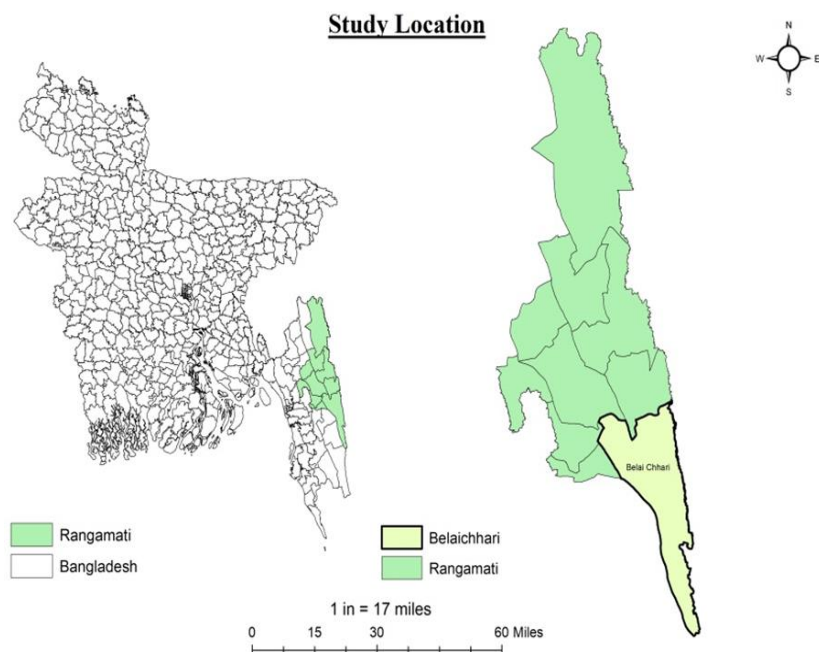 Study Location
N
W E
S
Belai Chhari
Rangamati
Bangladesh
Belaichhari
Rangamati
1 in = 17 miles
0 15 30 60 Miles